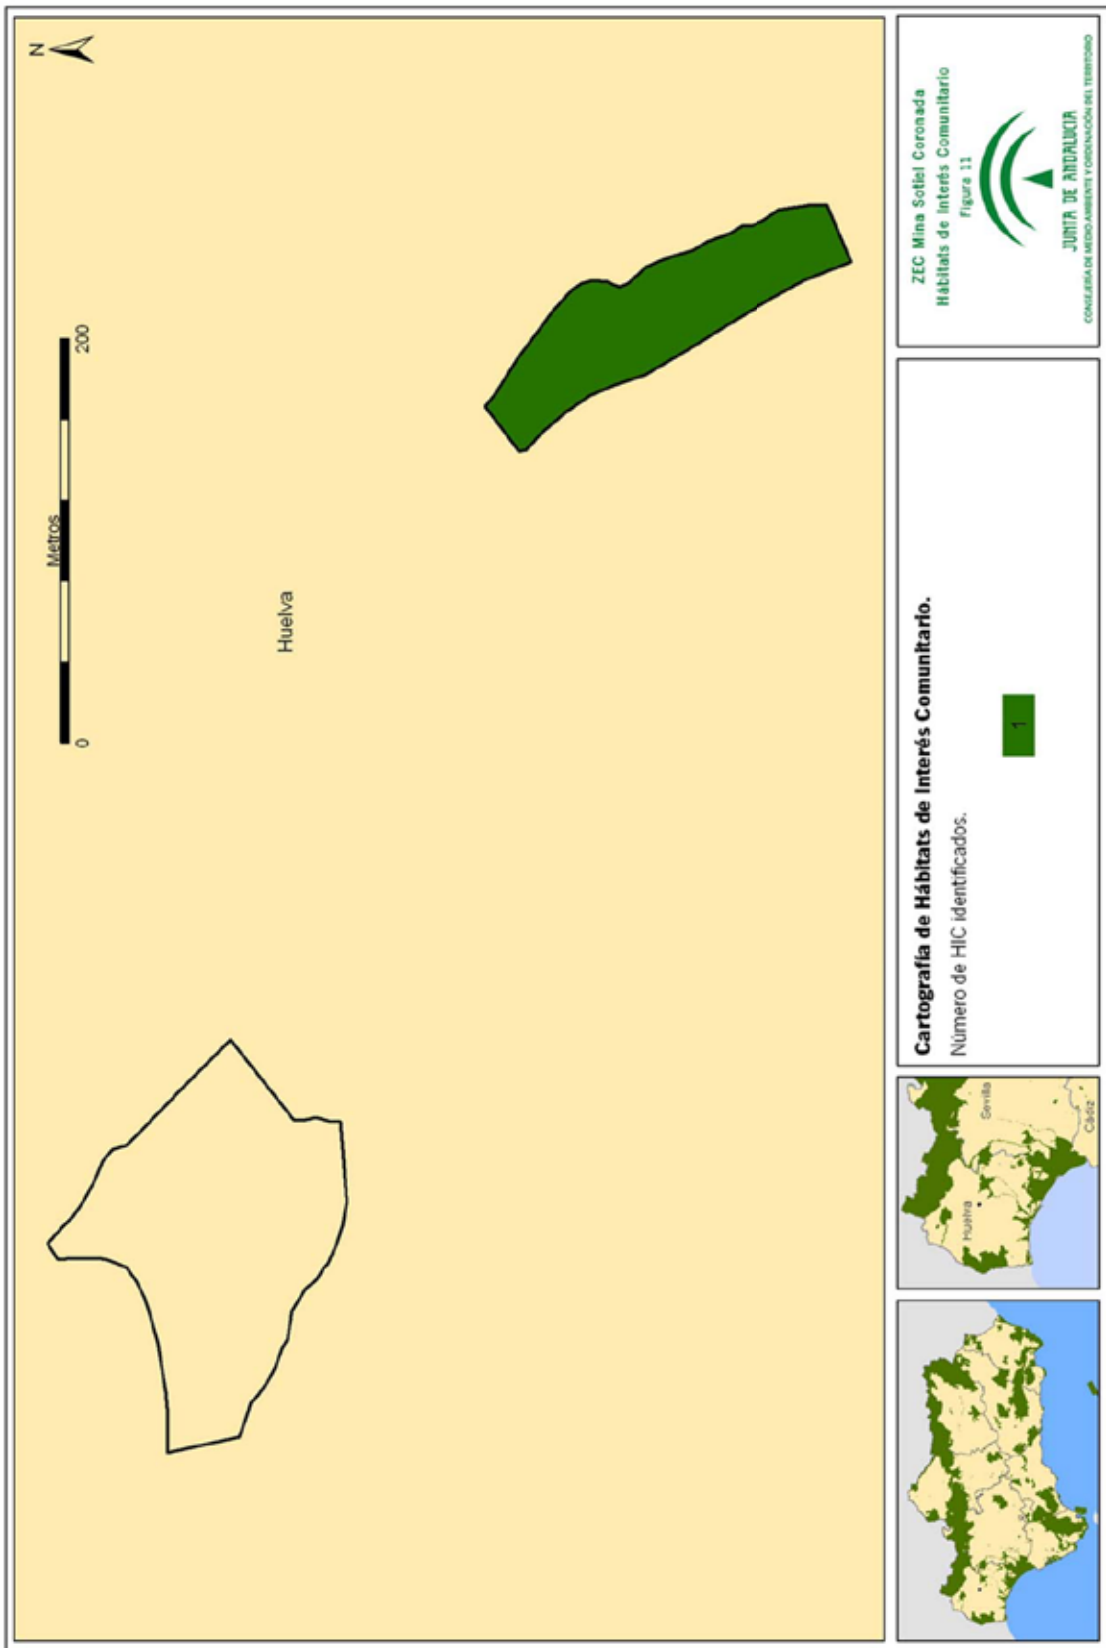 N
Metros
0
200
Huelva
Huelva
Sevilla
Cádiz
Cartografía de Hábitats de Interés Comunitario.
Número de HIC identificados.
1
ZEC Mina Sotiel Coronada
Hábitats de Interés Comunitario
Figura 11
JUNTA DE ANDALUCIA
CONSEJERÍA DE MEDIO AMBIENTE Y ORDENACIÓN DEL TERRITORIO